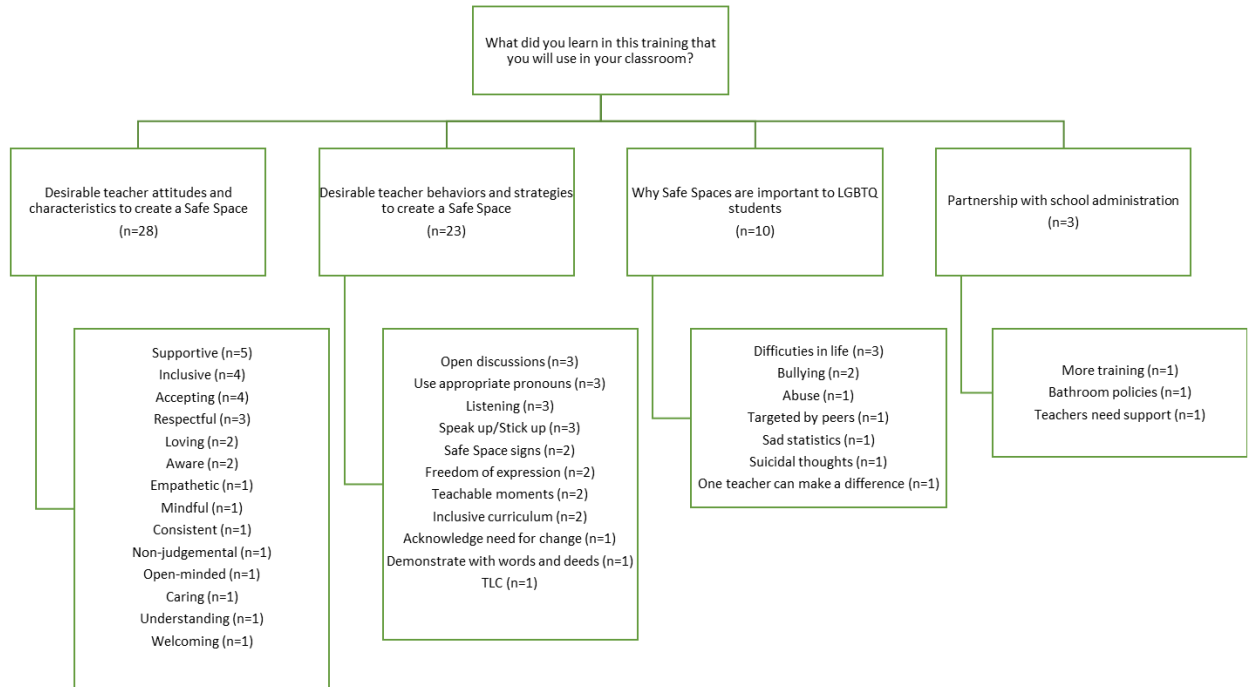 What did you learn in this training that
you will use in your classroom?
Desirable teacher attitudes and
characteristics to create a Safe Space
(n=28)
Desirable teacher behaviors and strategies
to create a Safe Space
(n=23)
Why Safe Spaces are important to LGBTQ
students
(n=10)
Partnership with school administration
(n=3)
Supportive (n=5)
Inclusive (n=4)
Accepting (n=4)
Respectful (n=3)
Loving (n=2)
Aware (n=2)
Empathetic (n=1)
Mindful (n=1)
Consistent (n=1)
Non-judgemental (n=1)
Open-minded (n=1)
Caring (n=1)
Understanding (n=1)
Welcoming (n=1)
Open discussions (n=3)
Use appropriate pronouns (n=3)
Listening (n=3)
Speak up/Stick up (n=3)
Safe Space signs (n=2)
Freedom of expression (n=2)
Teachable moments (n=2)
Inclusive curriculum (n=2)
Acknowledge need for change (n=1)
Demonstrate with words and deeds (n=1)
TLC (n=1)
Difficuties in life (n=3)
Bullying (n=2)
Abuse (n=1)
Targeted by peers (n=1)
Sad statistics (n=1)
Suicidal thoughts (n=1)
One teacher can make a difference (n=1)
More training (n=1)
Bathroom policies (n=1)
Teachers need support (n=1)